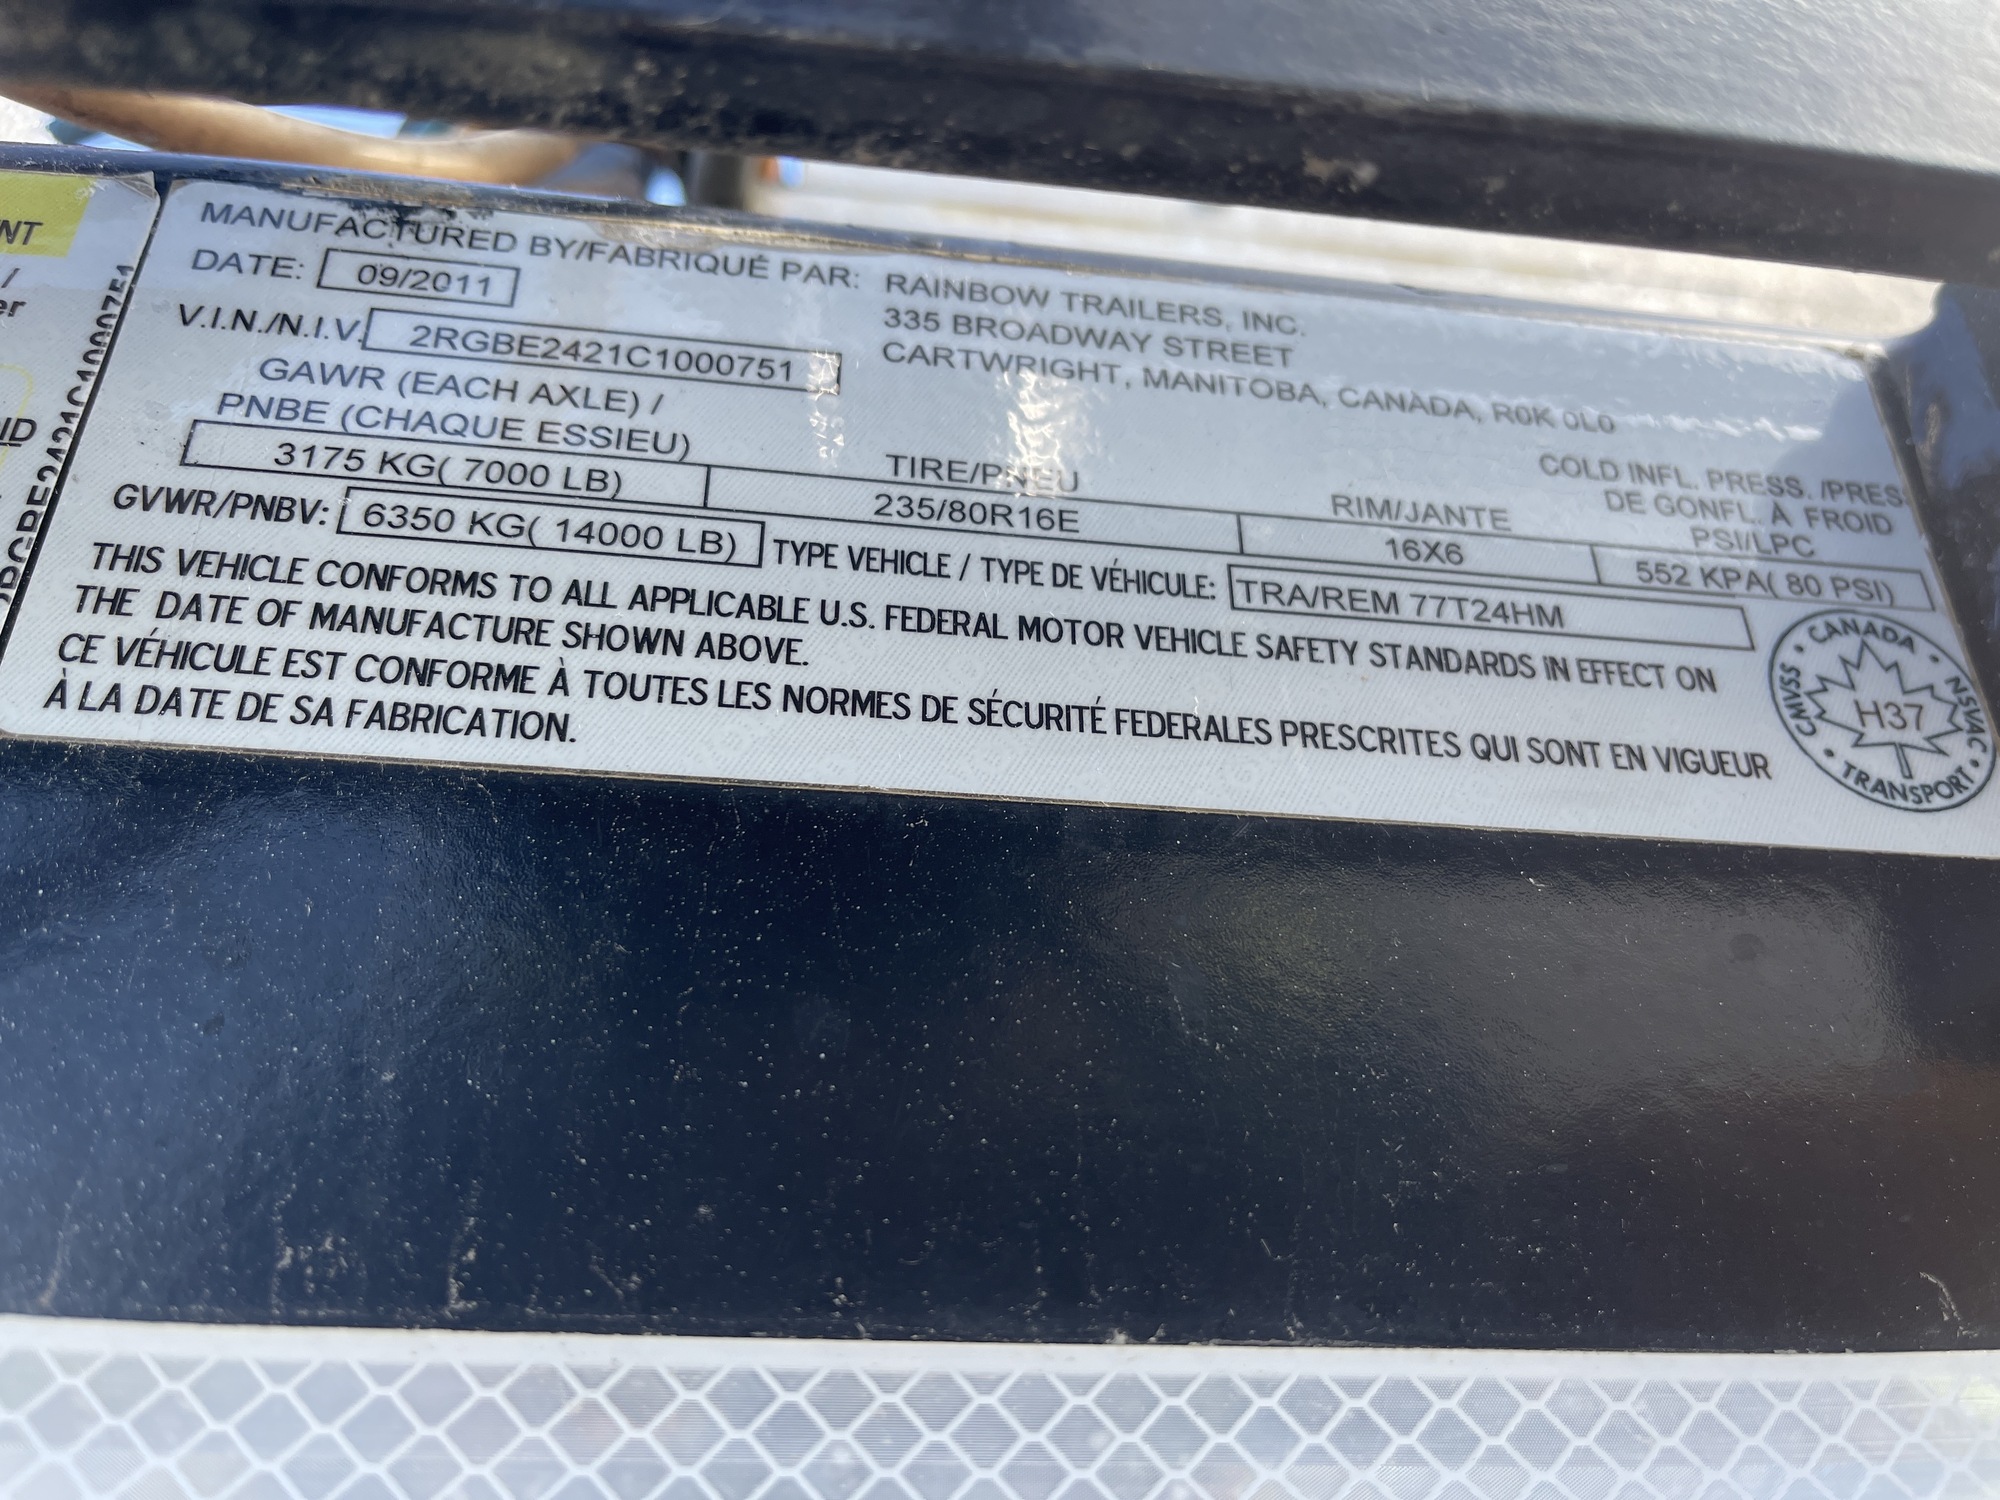 MANUFACTURED BY/FABRIQUÉ PAR: RAINBOW TRAILERS, INC.
335 BROADWAY STREET
CARTWRIGHT, MANITOBA, CANADA, R0K 0L0
DATE: 09/2011
V.I.N./N.I.V. 2RGBE2421C1000751
GAWR (EACH AXLE) /
PNBE (CHAQUE ESSIEU)
TIRE/PNEU
RIM/JANTE
COLD INFL. PRESS. /PRES
DE GONFL. À FROID
PSI/LPC
3175 KG( 7000 LB) 235/80R16E 16X6 552 KPA( 80 PSI)
GVWR/PNBV: 6350 KG( 14000 LB) TYPE VEHICLE / TYPE DE VÉHICULE: TRA/REM 77T24HM
THIS VEHICLE CONFORMS TO ALL APPLICABLE U.S. FEDERAL MOTOR VEHICLE SAFETY STANDARDS IN EFFECT ON
THE DATE OF MANUFACTURE SHOWN ABOVE.
CE VÉHICULE EST CONFORME À TOUTES LES NORMES DE SÉCURITÉ FEDERALES PRESCRITES QUI SONT EN VIGUEUR
À LA DATE DE SA FABRICATION.
CANADA
CMVSS
NSVAC
H37
TRANSPORT
NT
/
er
ID